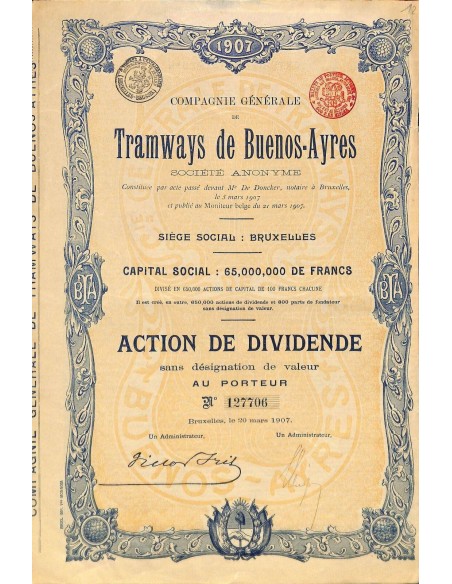 1907
COMPAGNIE GÉNÉRALE
DE
Tramways de Buenos-Ayres
SOCIÉTÉ ANONYME
Constituée par acte passé devant Mᵉ De Doncker, notaire à Bruxelles,
le 5 mars 1907
et publié au Moniteur belge du 21 mars 1907.
SIÈGE SOCIAL : BRUXELLES
CAPITAL SOCIAL : 65,000,000 DE FRANCS
DIVISÉ EN 650,000 ACTIONS DE CAPITAL DE 100 FRANCS CHACUNE
Il est créé, en outre, 650,000 actions de dividende et 800 parts de fondateur
sans désignation de valeur.
BTA
BTA
ACTION DE DIVIDENDE
sans désignation de valeur
AU PORTEUR
Nº 127706
Bruxelles, le 20 mars 1907.
Un Administrateur,
Un Administrateur,
COMPAGNIE GÉNÉRALE DE TRAMWAYS DE BUENOS-AYRES